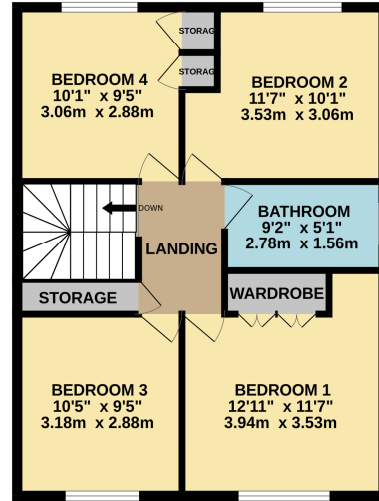 STORAG
STORAG
BEDROOM 4
10'1" x 9'5"
3.06m x 2.88m
BEDROOM 2
11'7" x 10'1"
3.53m x 3.06m
DOWN
BATHROOM
9'2" x 5'1"
2.78m x 1.56m
LANDING
STORAGE
WARDROBE
BEDROOM 3
10'5" x 9'5"
3.18m x 2.88m
BEDROOM 1
12'11" x 11'7"
3.94m x 3.53m